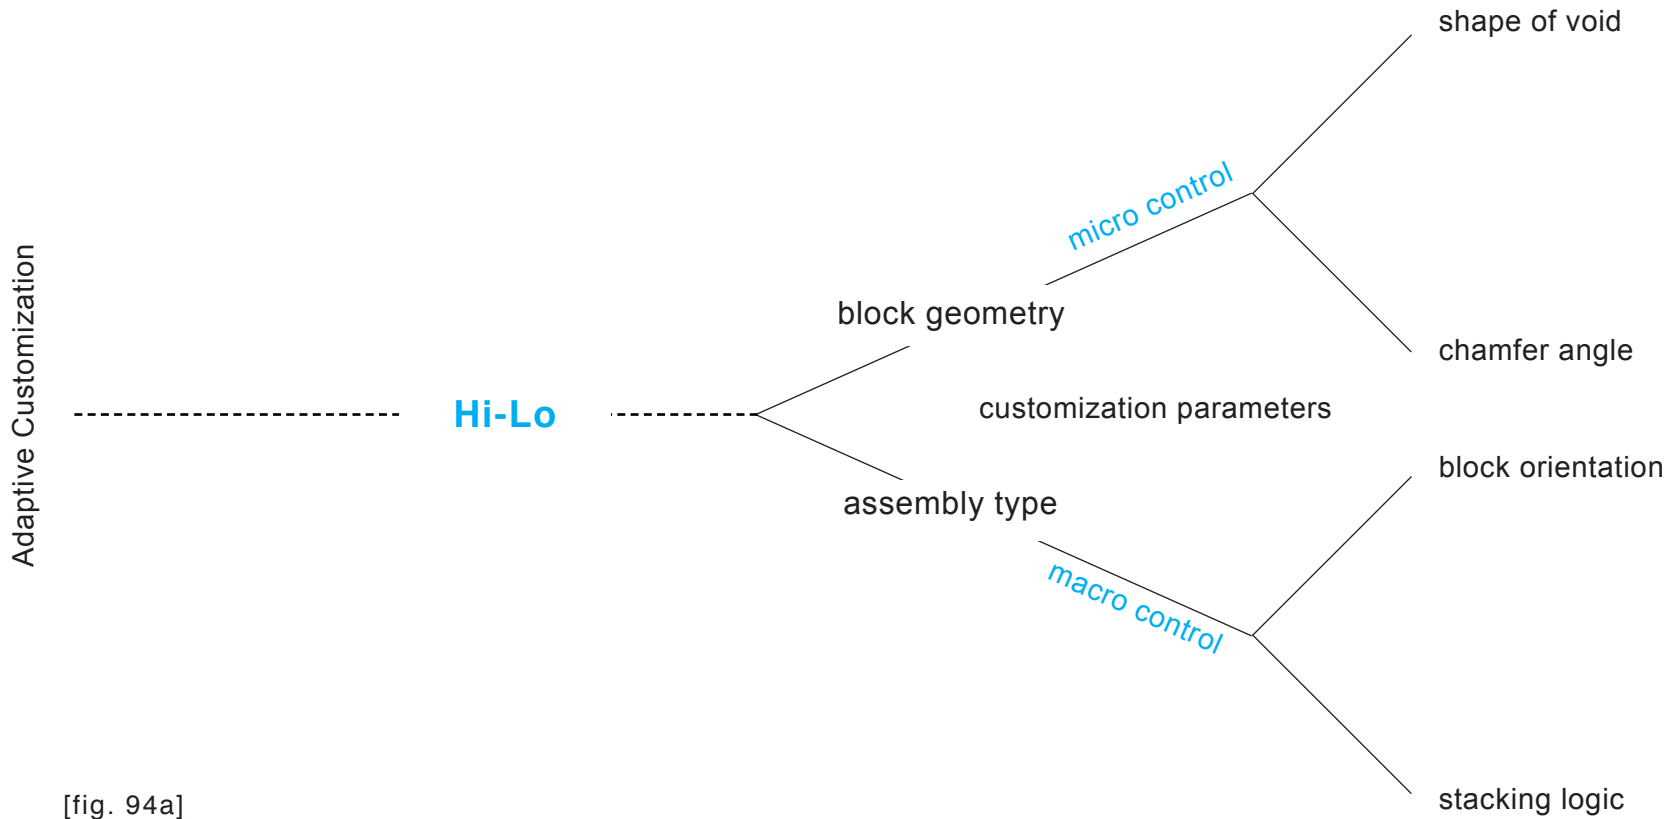 Adaptive Customization
Hi-Lo
block geometry
micro control
shape of void
chamfer angle
customization parameters
assembly type
macro control
block orientation
stacking logic
[fig. 94a]